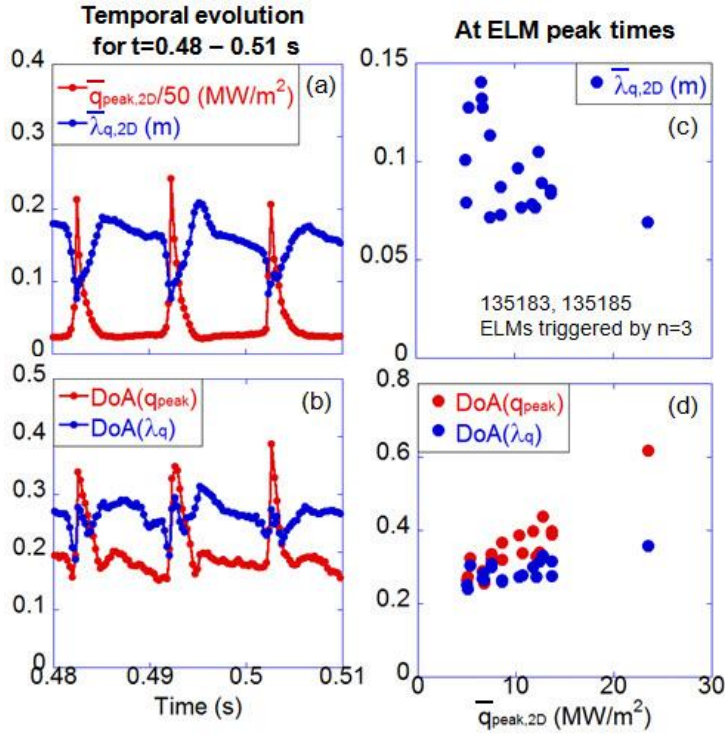 Temporal evolution
for t=0.48 – 0.51 s
At ELM peak times
0.4
0.3
0.2
0.1
0
(a)
q̅peak,2D/50 (MW/m²)
λ̅q,2D (m)
0.15
0.1
0.05
0
λ̅q,2D (m)
(c)
135183, 135185
ELMs triggered by n=3
0.5
0.4
0.3
0.2
0.1
0
DoA(qpeak)
DoA(λq)
(b)
0.48
0.49
0.5
0.51
Time (s)
0.8
0.6
0.4
0.2
0
DoA(qpeak)
DoA(λq)
(d)
0
10
20
30
q̅peak,2D (MW/m²)